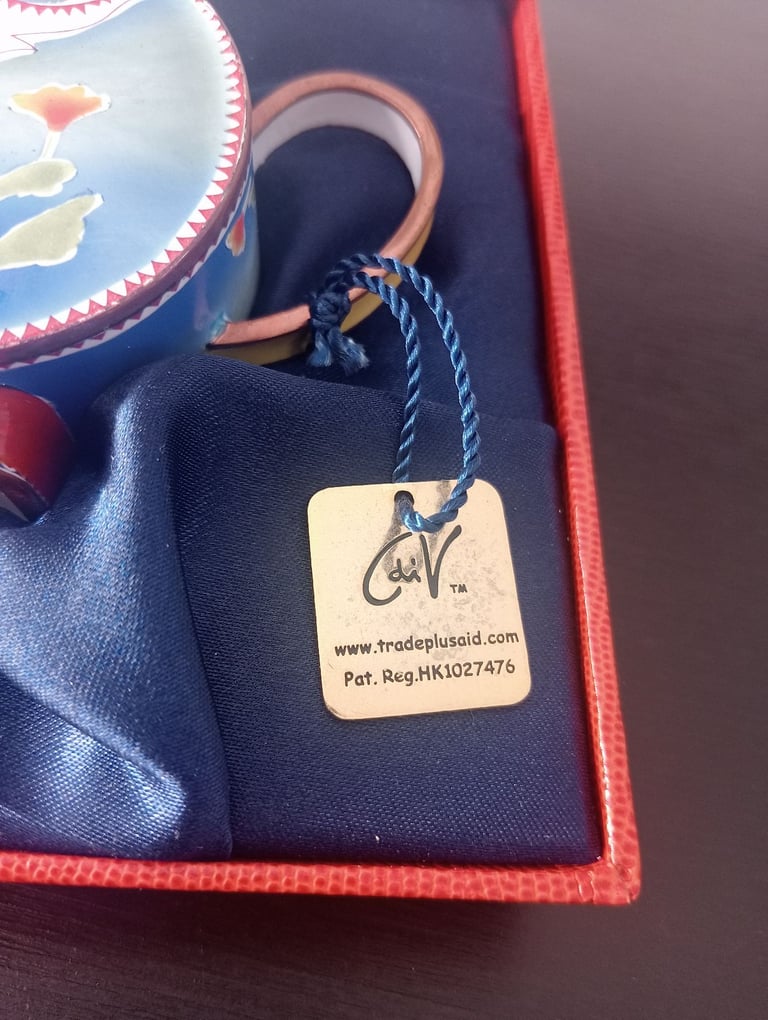 CdiV™
www.tradeplusaid.com
Pat. Reg.HK1027476